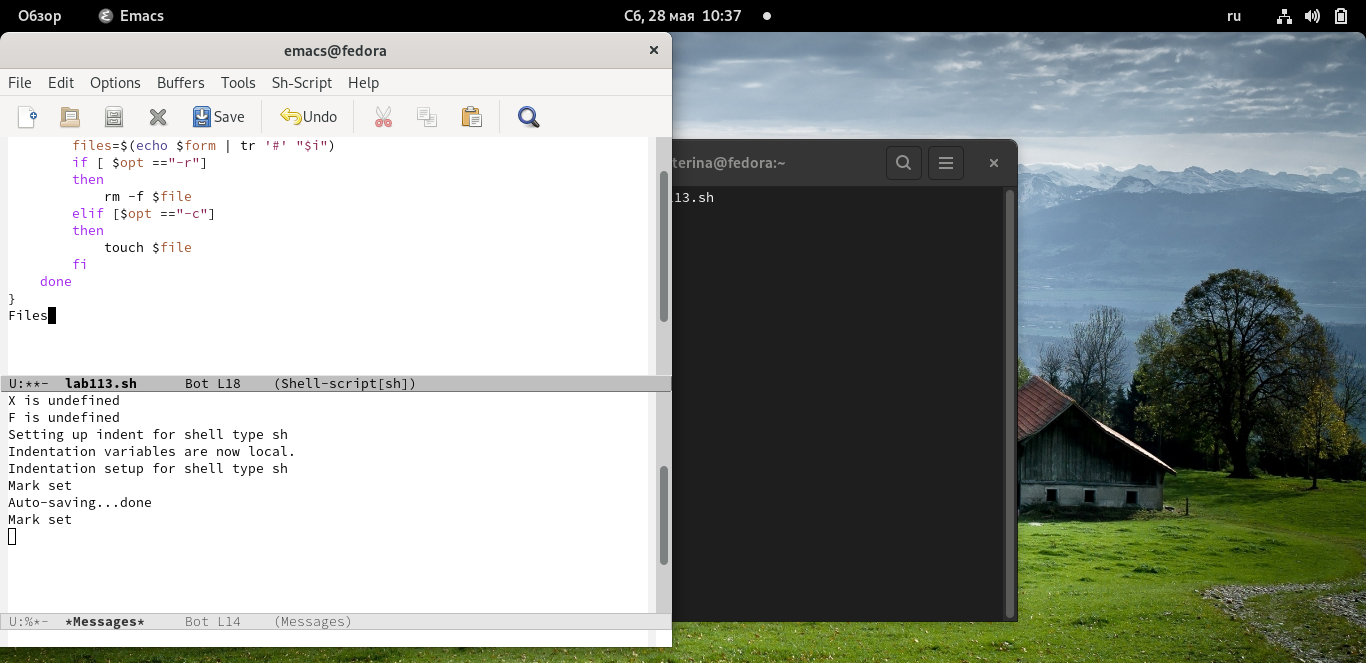 Обзор Emacs Сб, 28 мая 10:37 ru
emacs@fedora
File Edit Options Buffers Tools Sh-Script Help
Save Undo
files=$(echo $form | tr '#' "$i")
if [ $opt =="-r"]
then
rm -f $file
elif [$opt =="-c"]
then
touch $file
fi
done
}
Files
U:**- lab113.sh Bot L18 (Shell-script[sh])
X is undefined
F is undefined
Setting up indent for shell type sh
Indentation variables are now local.
Indentation setup for shell type sh
Mark set
Auto-saving...done
Mark set
U:%*- *Messages* Bot L14 (Messages)
terina@fedora:~
13.sh